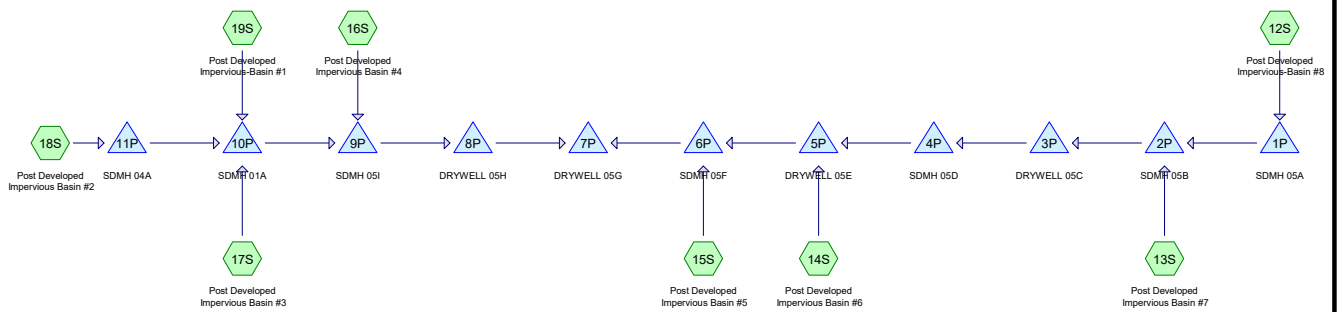 19S
Post Developed
Impervious-Basin #1
16S
Post Developed
Impervious Basin #4
12S
Post Developed
Impervious-Basin #8
18S
Post Developed
Impervious Basin #2
11P
SDMH 04A
10P
SDMH 01A
9P
SDMH 05I
8P
DRYWELL 05H
7P
DRYWELL 05G
6P
SDMH 05F
5P
DRYWELL 05E
4P
SDMH 05D
3P
DRYWELL 05C
2P
SDMH 05B
1P
SDMH 05A
17S
Post Developed
Impervious Basin #3
15S
Post Developed
Impervious Basin #5
14S
Post Developed
Impervious Basin #6
13S
Post Developed
Impervious Basin #7